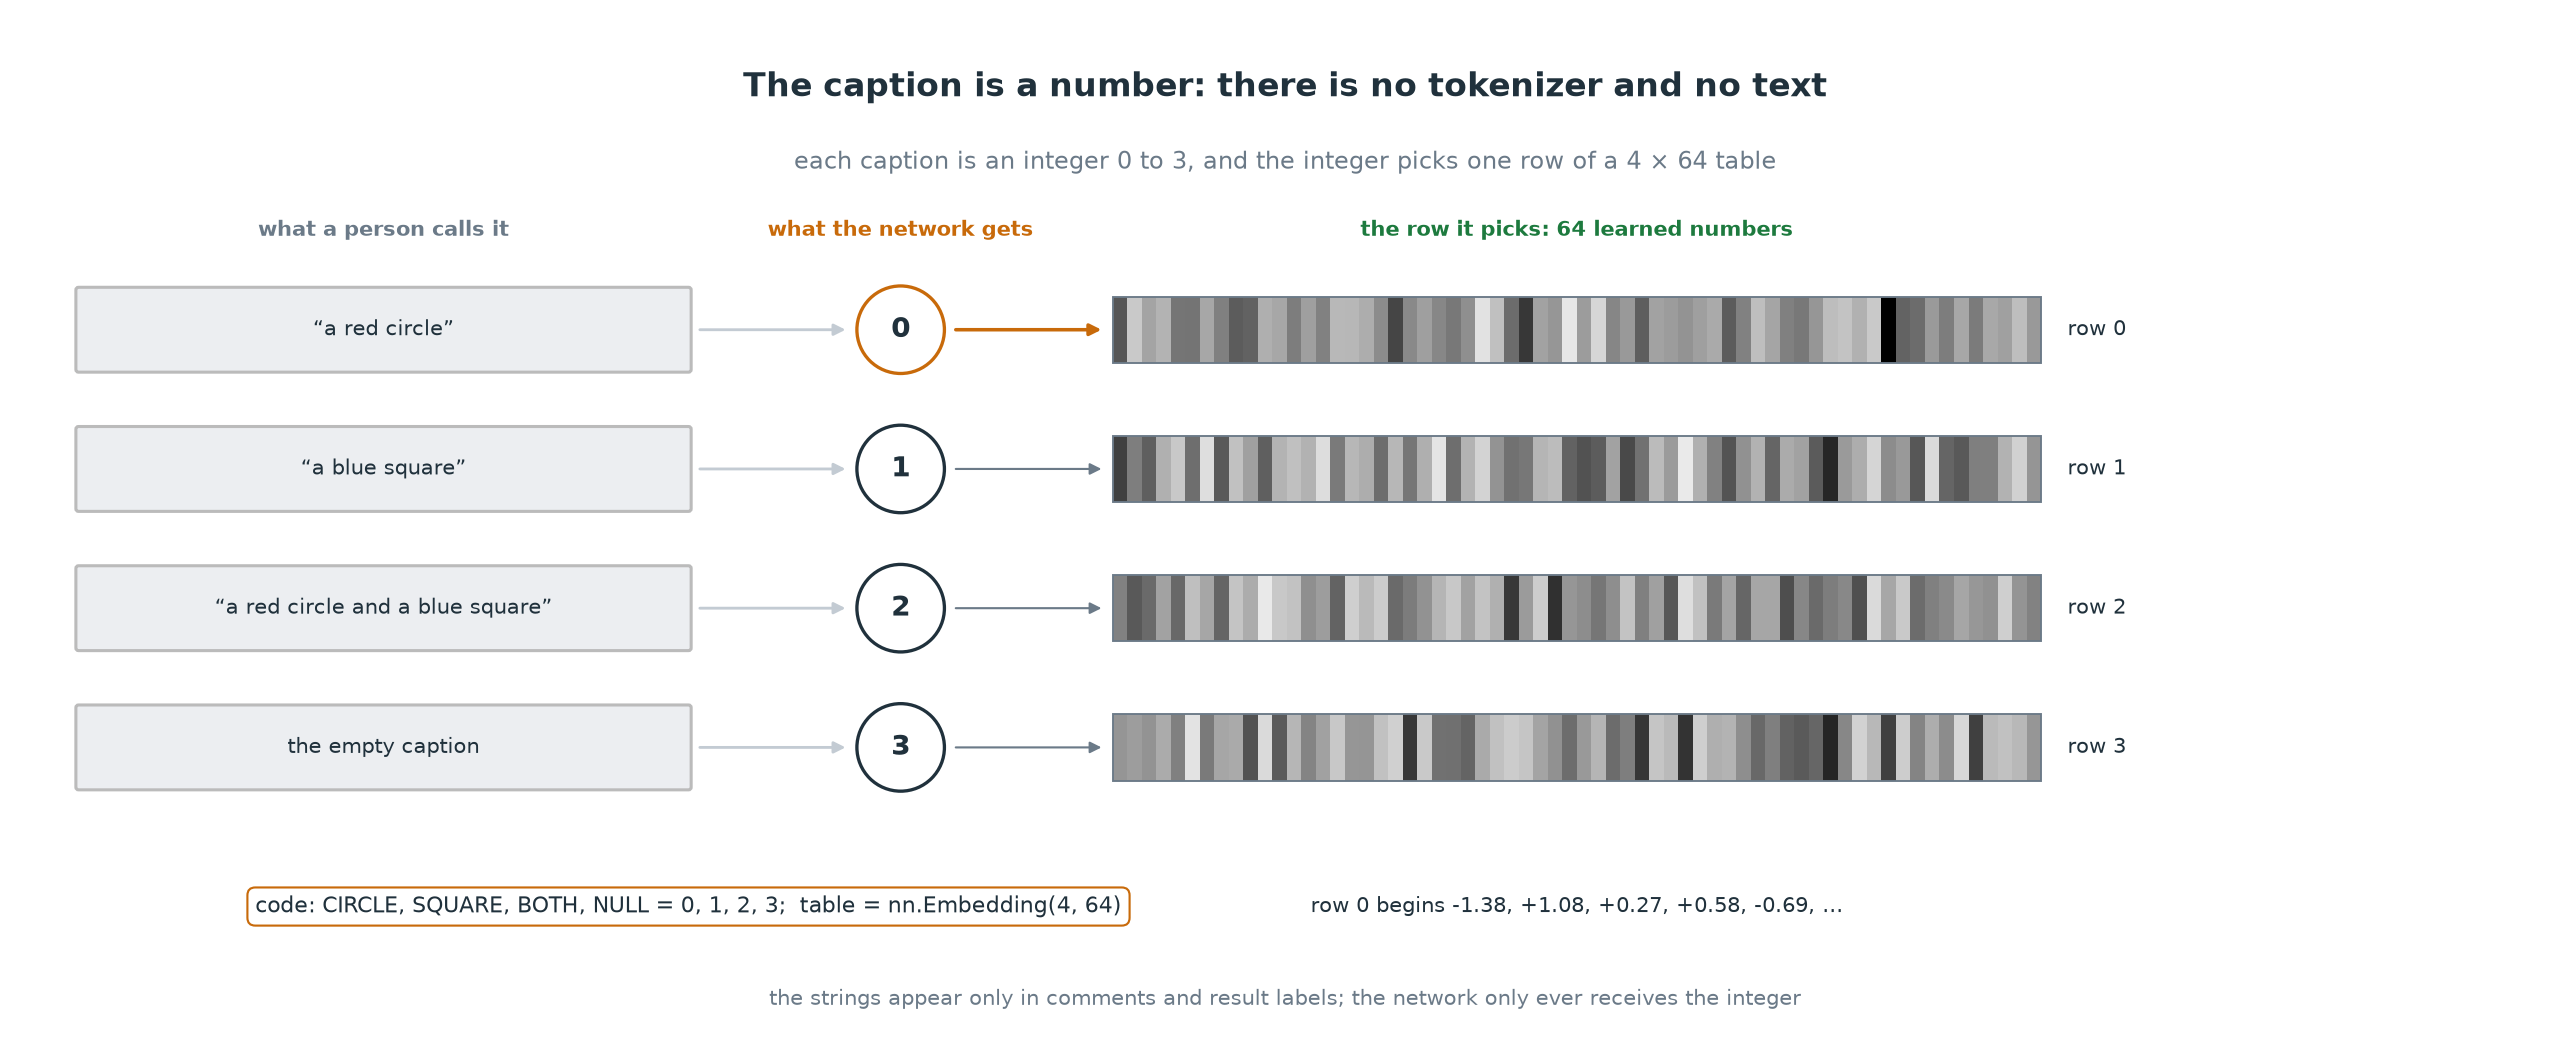 The caption is a number: there is no tokenizer and no text
each caption is an integer 0 to 3, and the integer picks one row of a 4 × 64 table
what a person calls it
what the network gets
the row it picks: 64 learned numbers
“a red circle”
0
row 0
“a blue square”
1
row 1
“a red circle and a blue square”
2
row 2
the empty caption
3
row 3
code: CIRCLE, SQUARE, BOTH, NULL = 0, 1, 2, 3;  table = nn.Embedding(4, 64)
row 0 begins -1.38, +1.08, +0.27, +0.58, -0.69, ...
the strings appear only in comments and result labels; the network only ever receives the integer